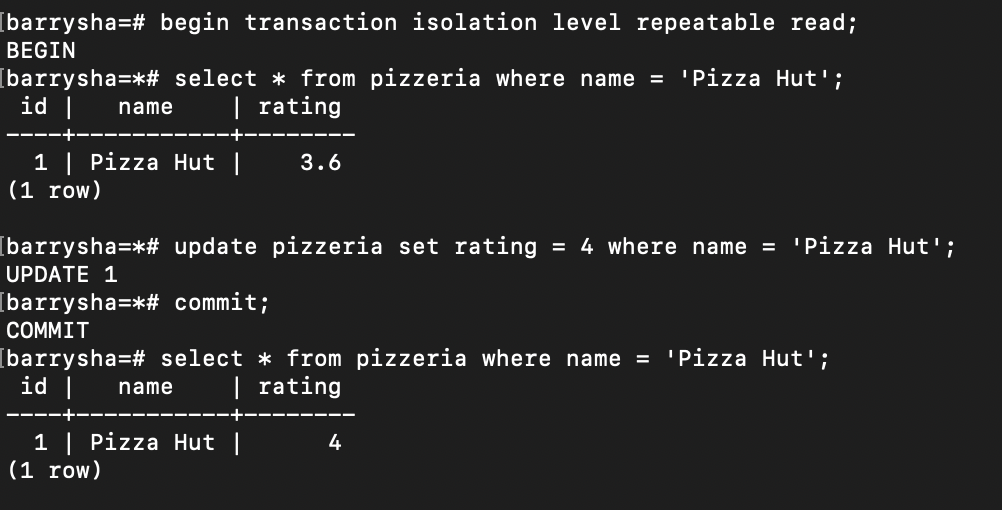 [barrysha=# begin transaction isolation level repeatable read;
BEGIN
[barrysha=*# select * from pizzeria where name = 'Pizza Hut';
 id |   name    | rating
----+-----------+--------
  1 | Pizza Hut |    3.6
(1 row)

[barrysha=*# update pizzeria set rating = 4 where name = 'Pizza Hut';
UPDATE 1
[barrysha=*# commit;
COMMIT
[barrysha=# select * from pizzeria where name = 'Pizza Hut';
 id |   name    | rating
----+-----------+--------
  1 | Pizza Hut |      4
(1 row)